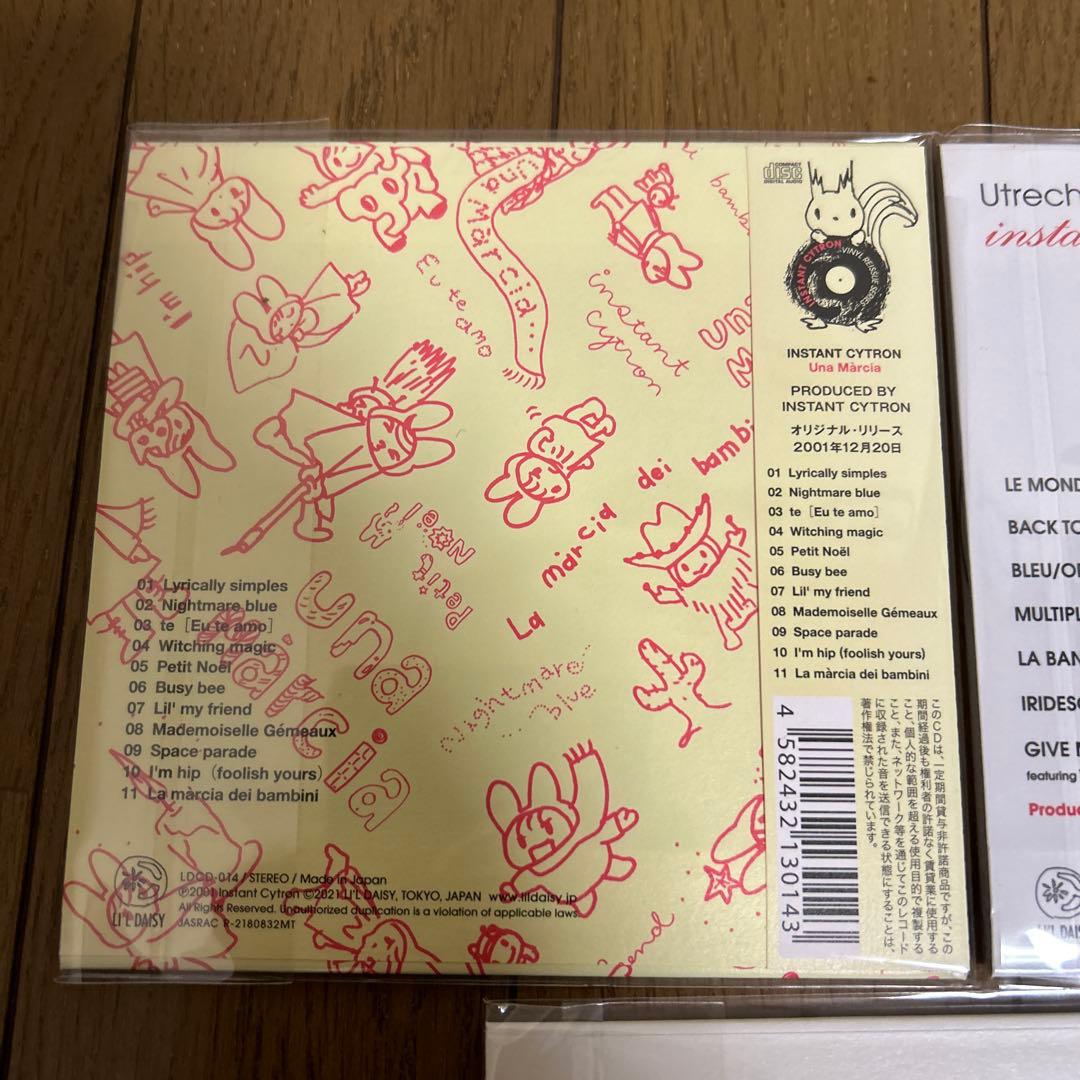 I'm hip
Eu te amo
una Màrcia...
instant
cytron
bambi
una
M
La màrcia dei bambi
Petit Noël!
una
Màrcia
Nightmare
blue
01 Lyrically simples
02 Nightmare blue
03 te［Eu te amo］
04 Witching magic
05 Petit Noël
06 Busy bee
07 Lil' my friend
08 Mademoiselle Gémeaux
09 Space parade
10 I'm hip（foolish yours）
11 La màrcia dei bambini
LI'L DAISY
LDCD-014 / STEREO / Made in Japan
Ⓟ2001 Instant Cytron ©2021 LI'L DAISY, TOKYO, JAPAN www.lildaisy.jp
All Rights Reserved. Unauthorized duplication is a violation of applicable laws.
JASRAC R-2180832MT
COMPACT
disc
DIGITAL AUDIO
INSTANT CYTRON
VINYL REISSUE SERIES
INSTANT CYTRON
Una Màrcia
PRODUCED BY
INSTANT CYTRON
オリジナル・リリース
2001年12月20日
01 Lyrically simples
02 Nightmare blue
03 te［Eu te amo］
04 Witching magic
05 Petit Noël
06 Busy bee
07 Lil' my friend
08 Mademoiselle Gémeaux
09 Space parade
10 I'm hip (foolish yours)
11 La màrcia dei bambini
4 582432 130143
このCDは、一定期間貸与非許諾商品ですが、この
期間経過後も権利者の許諾なく賃貸業に使用する
こと、個人的な範囲を超える使用目的で複製する
こと、また、ネットワーク等を通じてこのレコード
に収録された音を送信できる状態にすることは、
著作権法で禁じられています。
Utrech
insta
LE MOND
BACK TO
BLEU/OR
MULTIPL
LA BAN
IRIDESC
GIVE M
featuring
Produc
LI'L DAI